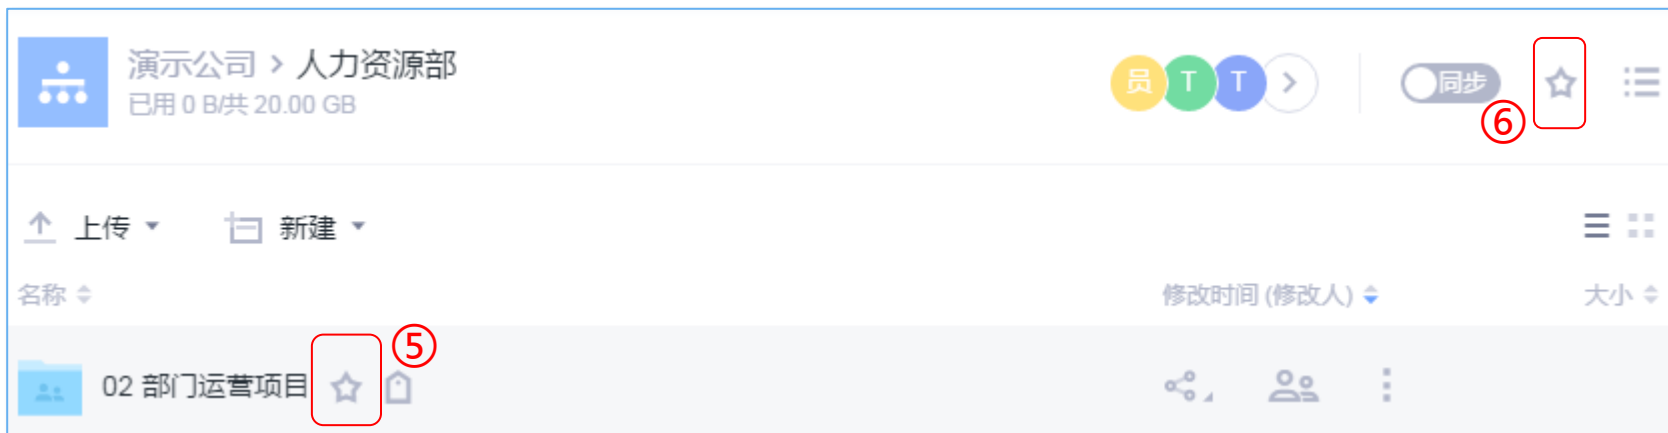 演示公司 > 人力资源部
已用 0 B/共 20.00 GB
员 T T
同步
⑥
上传
新建
名称
修改时间 (修改人)
大小
⑤
02 部门运营项目